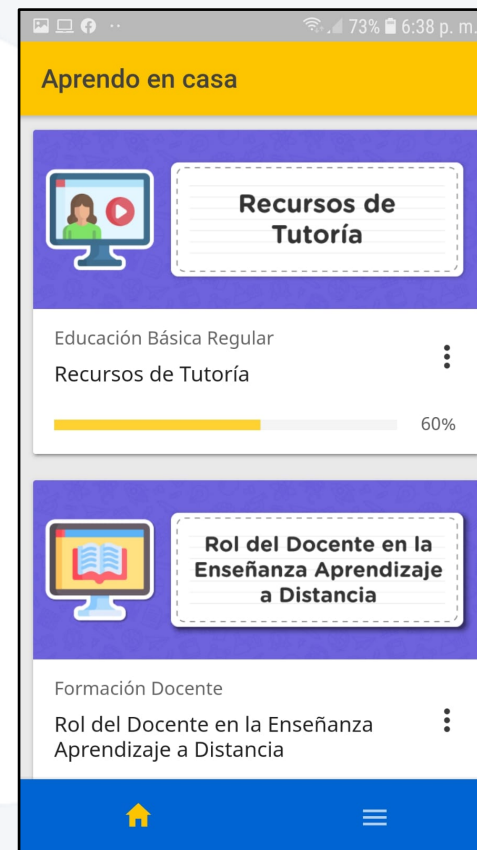 73% 6:38 p. m.
Aprendo en casa
Recursos de
Tutoría
Educación Básica Regular
Recursos de Tutoría
60%
Rol del Docente en la
Enseñanza Aprendizaje
a Distancia
Formación Docente
Rol del Docente en la Enseñanza
Aprendizaje a Distancia